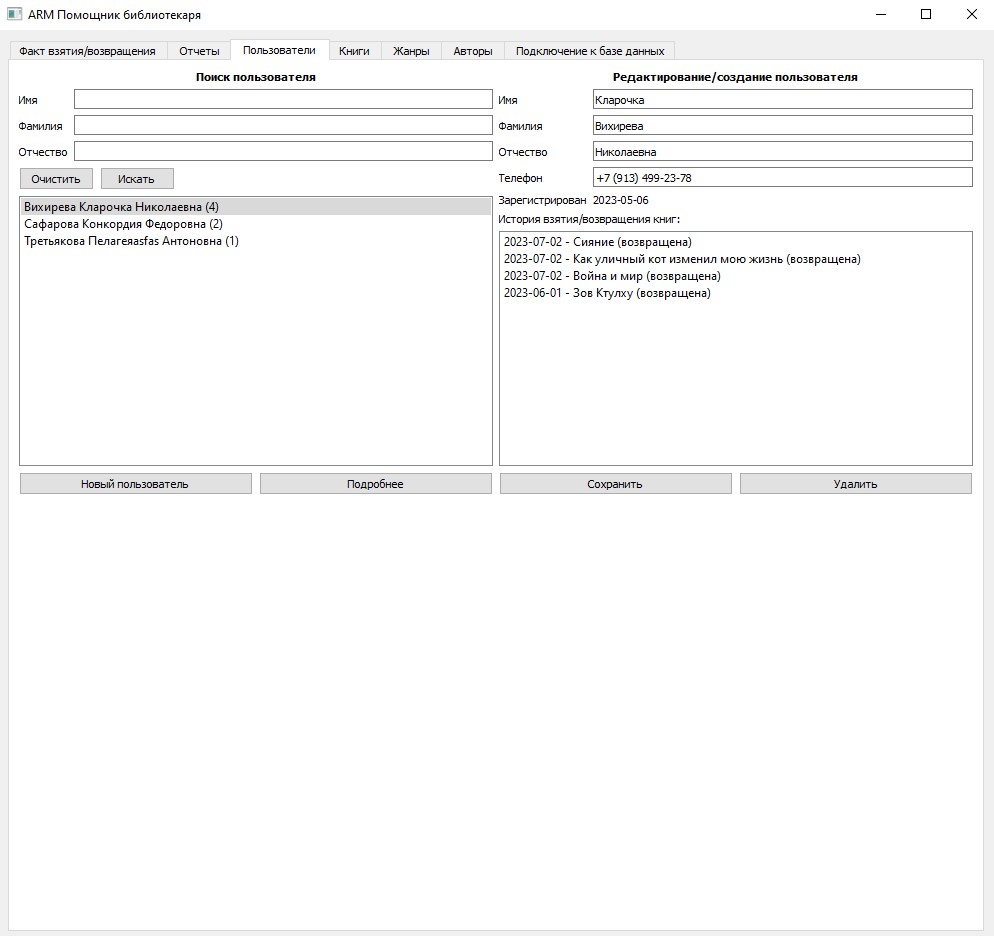 ARM Помощник библиотекаря
Факт взятия/возвращения Отчеты Пользователи Книги Жанры Авторы Подключение к базе данных
Поиск пользователя
Имя
Фамилия
Отчество
Очистить Искать
Вихирева Кларочка Николаевна (4)
Сафарова Конкордия Федоровна (2)
Третьякова Пелагеяasfas Антоновна (1)
Новый пользователь Подробнее
Редактирование/создание пользователя
Имя Кларочка
Фамилия Вихирева
Отчество Николаевна
Телефон +7 (913) 499-23-78
Зарегистрирован 2023-05-06
История взятия/возвращения книг:
2023-07-02 - Сияние (возвращена)
2023-07-02 - Как уличный кот изменил мою жизнь (возвращена)
2023-07-02 - Война и мир (возвращена)
2023-06-01 - Зов Ктулху (возвращена)
Сохранить Удалить